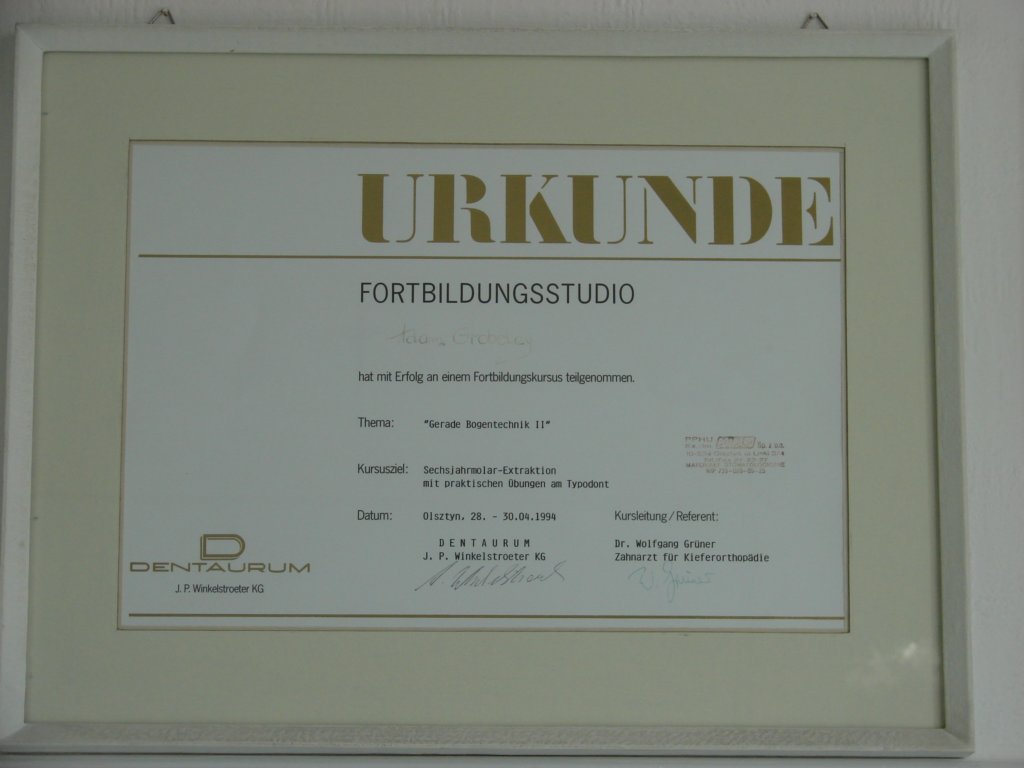 URKUNDE
FORTBILDUNGSSTUDIO
hat mit Erfolg an einem Fortbildungskursus teilgenommen.
Thema: "Gerade Bogentechnik II"
Kursusziel: Sechsjahrmolar-Extraktion
mit praktischen Übungen am Typodont
Datum: Olsztyn, 28. - 30.04.1994
Kursleitung/Referent:
DENTAURUM
J. P. Winkelstroeter KG
Dr. Wolfgang Grüner
Zahnarzt für Kieferorthopädie
D
DENTAURUM
J. P. Winkelstroeter KG